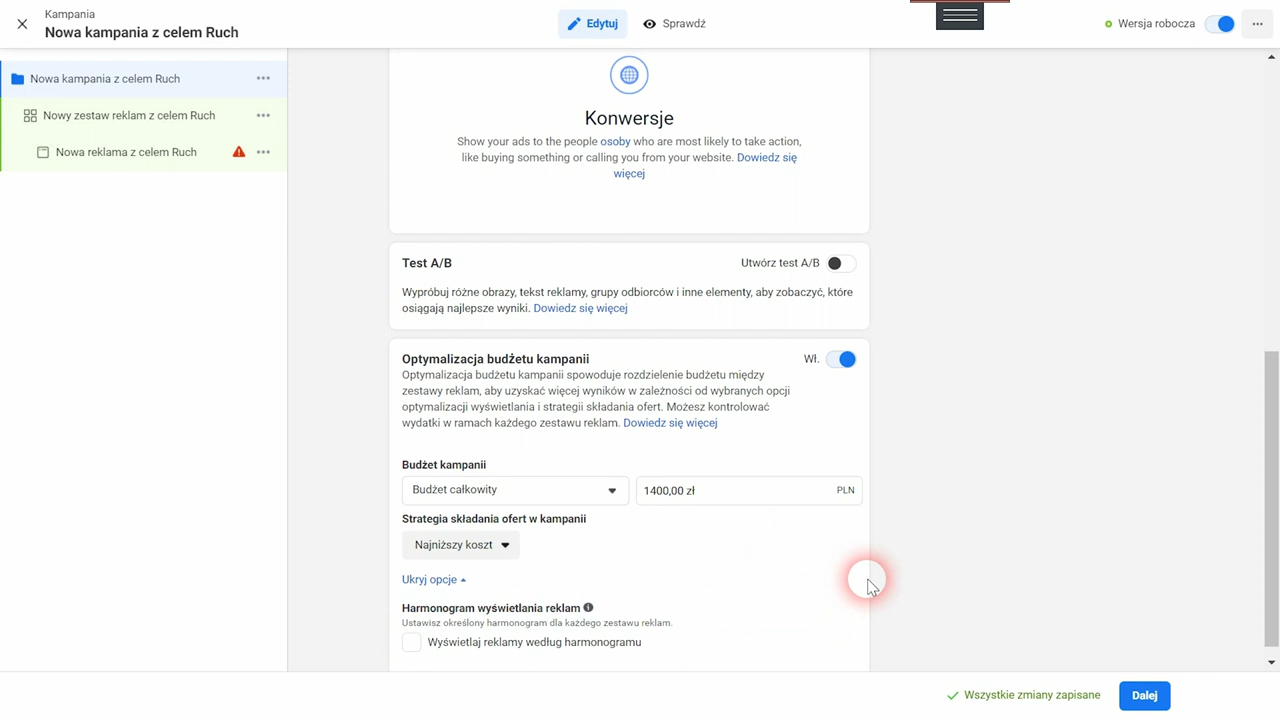 Kampania
Nowa kampania z celem Ruch
Edytuj
Sprawdź
Wersja robocza
Nowa kampania z celem Ruch
Nowy zestaw reklam z celem Ruch
Nowa reklama z celem Ruch
Konwersje
Show your ads to the people osoby who are most likely to take action,
like buying something or calling you from your website. Dowiedz się
więcej
Test A/B
Utwórz test A/B
Wypróbuj różne obrazy, tekst reklamy, grupy odbiorców i inne elementy, aby zobaczyć, które
osiągają najlepsze wyniki. Dowiedz się więcej
Optymalizacja budżetu kampanii
Wł.
Optymalizacja budżetu kampanii spowoduje rozdzielenie budżetu między
zestawy reklam, aby uzyskać więcej wyników w zależności od wybranych opcji
optymalizacji wyświetlania i strategii składania ofert. Możesz kontrolować
wydatki w ramach każdego zestawu reklam. Dowiedz się więcej
Budżet kampanii
Budżet całkowity
1400,00 zł
PLN
Strategia składania ofert w kampanii
Najniższy koszt
Ukryj opcje
Harmonogram wyświetlania reklam
Ustawisz określony harmonogram dla każdego zestawu reklam.
Wyświetlaj reklamy według harmonogramu
Wszystkie zmiany zapisane
Dalej